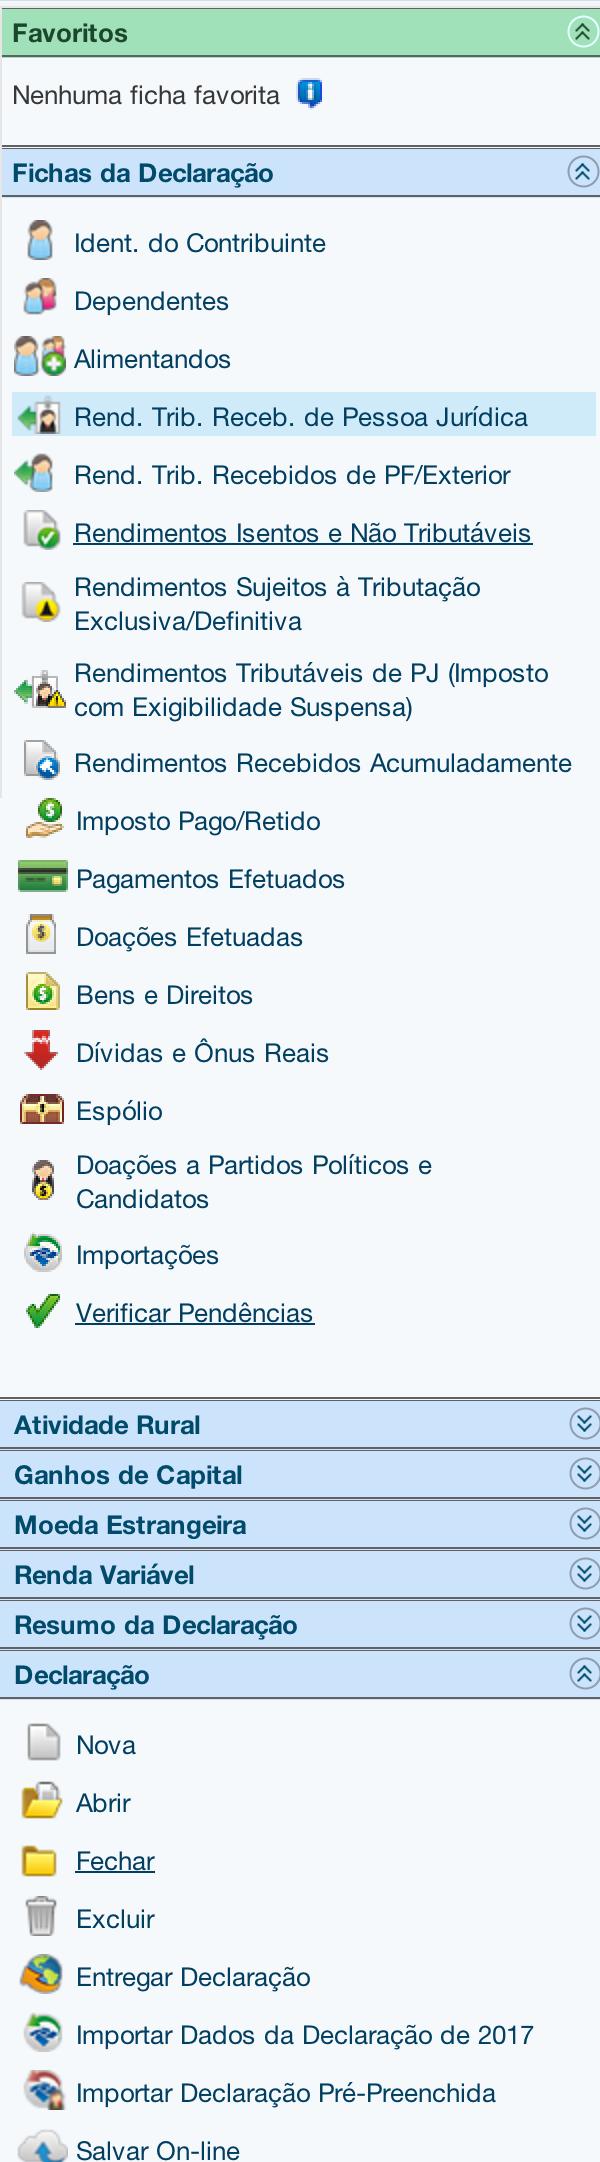 Favoritos
Nenhuma ficha favorita
Fichas da Declaração
Ident. do Contribuinte
Dependentes
Alimentandos
Rend. Trib. Receb. de Pessoa Jurídica
Rend. Trib. Recebidos de PF/Exterior
Rendimentos Isentos e Não Tributáveis
Rendimentos Sujeitos à Tributação
Exclusiva/Definitiva
Rendimentos Tributáveis de PJ (Imposto
com Exigibilidade Suspensa)
Rendimentos Recebidos Acumuladamente
Imposto Pago/Retido
Pagamentos Efetuados
Doações Efetuadas
Bens e Direitos
Dívidas e Ônus Reais
Espólio
Doações a Partidos Políticos e
Candidatos
Importações
Verificar Pendências
Atividade Rural
Ganhos de Capital
Moeda Estrangeira
Renda Variável
Resumo da Declaração
Declaração
Nova
Abrir
Fechar
Excluir
Entregar Declaração
Importar Dados da Declaração de 2017
Importar Declaração Pré-Preenchida
Salvar On-line